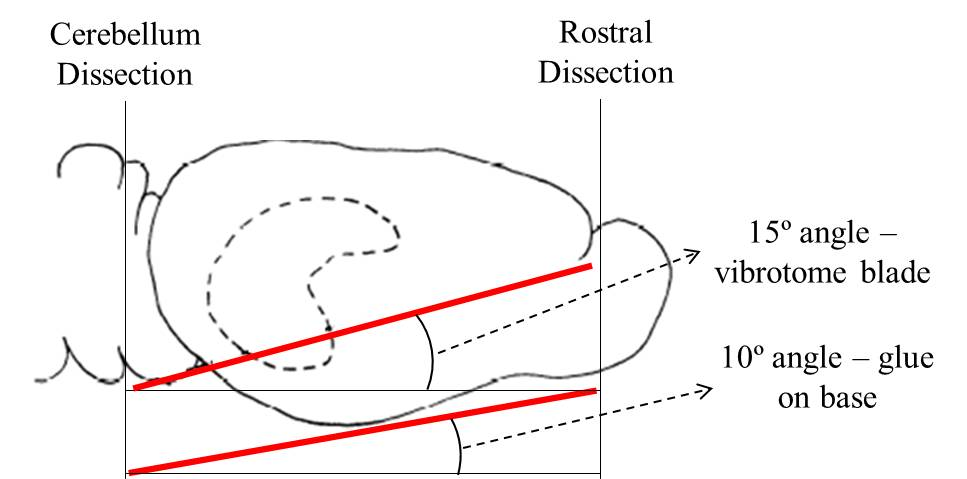 Cerebellum
Dissection
Rostral
Dissection
15º angle –
vibrotome blade
10º angle – glue
on base